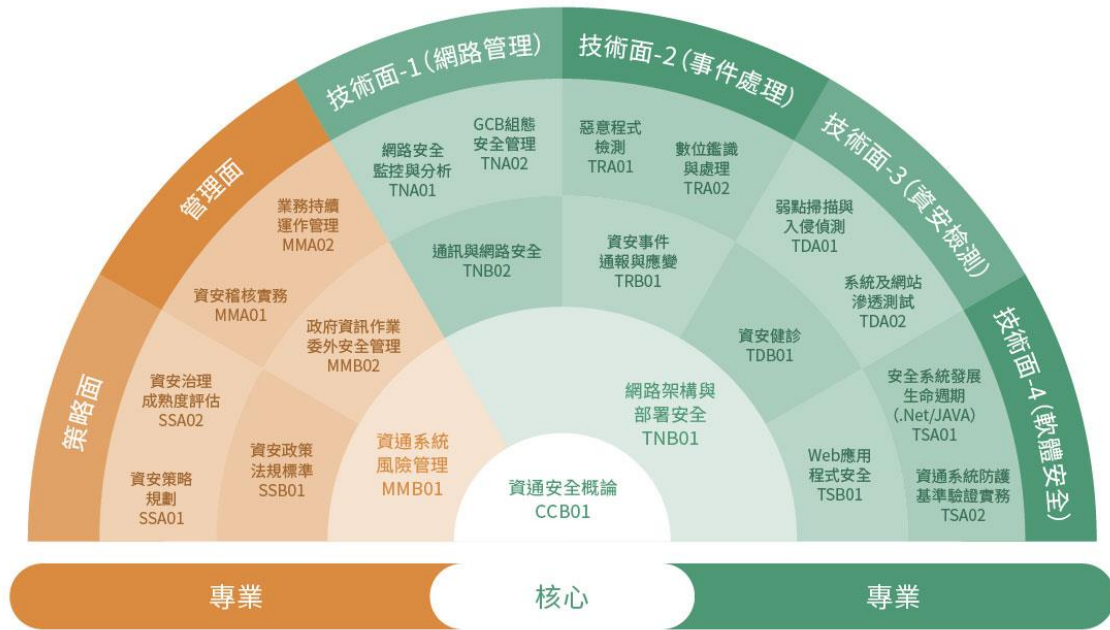 策略面
管理面
技術面-1(網路管理)
技術面-2(事件處理)
技術面-3(資安檢測)
技術面-4(軟體安全)
資安策略
規劃
SSA01
資安治理
成熟度評估
SSA02
資安政策
法規標準
SSB01
資安稽核實務
MMA01
業務持續
運作管理
MMA02
政府資訊作業
委外安全管理
MMB02
資通系統
風險管理
MMB01
網路安全
監控與分析
TNA01
GCB組態
安全管理
TNA02
通訊與網路安全
TNB02
惡意程式
檢測
TRA01
數位鑑識
與處理
TRA02
資安事件
通報與應變
TRB01
弱點掃描與
入侵偵測
TDA01
系統及網站
滲透測試
TDA02
資安健診
TDB01
安全系統發展
生命週期
(.Net/JAVA)
TSA01
資通系統防護
基準驗證實務
TSA02
Web應用
程式安全
TSB01
網路架構與
部署安全
TNB01
資通安全概論
CCB01
專業
核心
專業